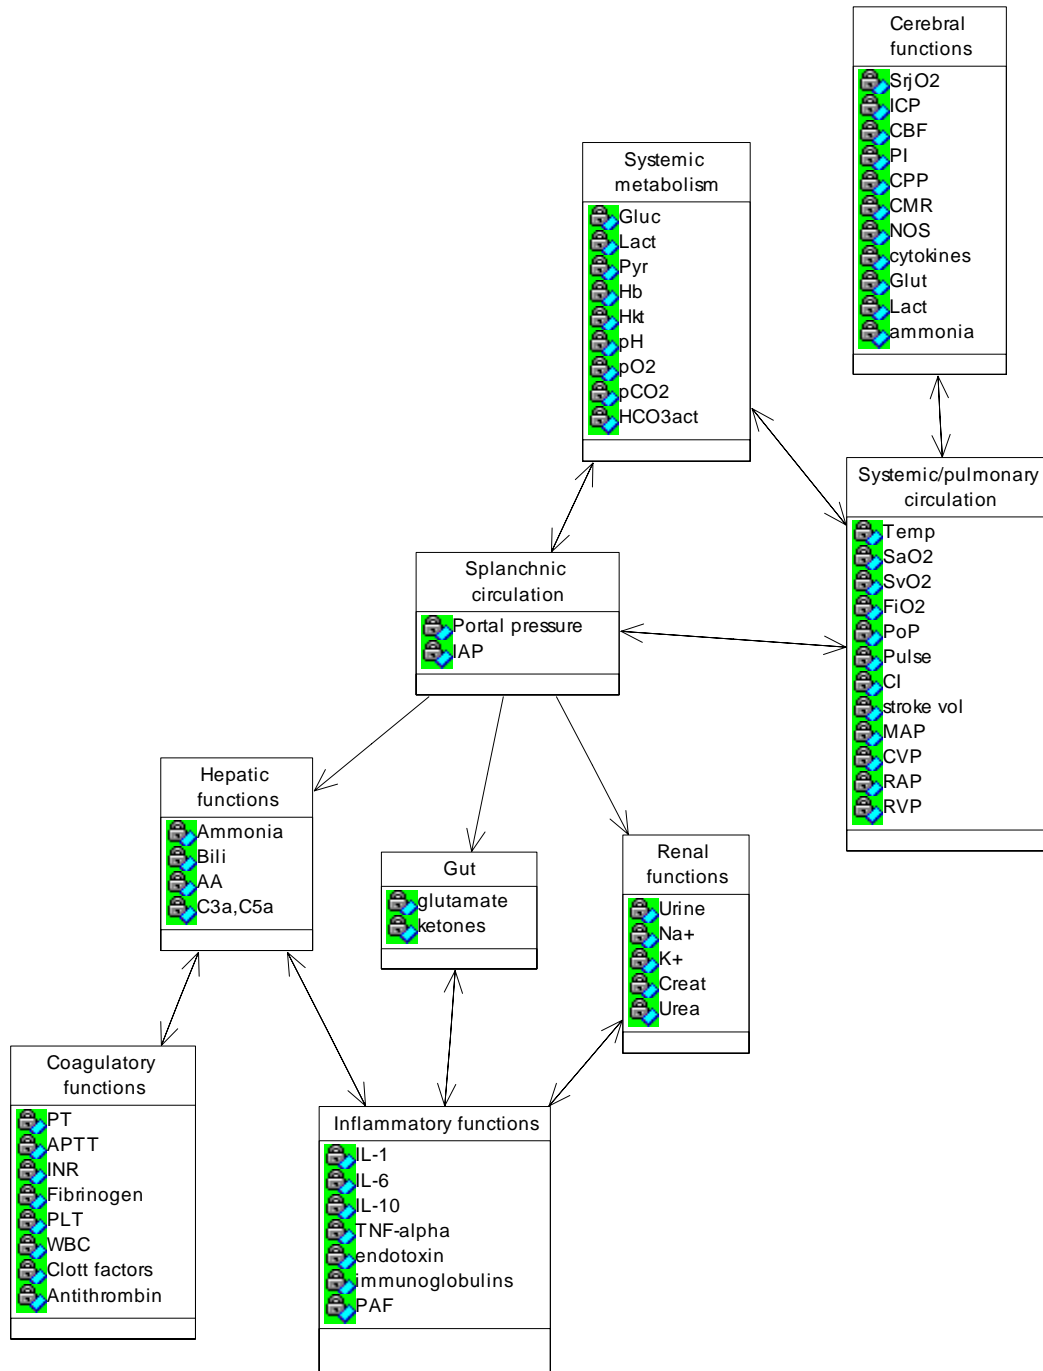 Cerebral
functions
SrjO2
ICP
CBF
PI
CPP
CMR
NOS
cytokines
Glut
Lact
ammonia
Systemic
metabolism
Gluc
Lact
Pyr
Hb
Hkt
pH
pO2
pCO2
HCO3act
Systemic/pulmonary
circulation
Temp
SaO2
SvO2
FiO2
PoP
Pulse
CI
stroke vol
MAP
CVP
RAP
RVP
Splanchnic
circulation
Portal pressure
IAP
Hepatic
functions
Ammonia
Bili
AA
C3a,C5a
Gut
glutamate
ketones
Renal
functions
Urine
Na+
K+
Creat
Urea
Coagulatory
functions
PT
APTT
INR
Fibrinogen
PLT
WBC
Clott factors
Antithrombin
Inflammatory functions
IL-1
IL-6
IL-10
TNF-alpha
endotoxin
immunoglobulins
PAF